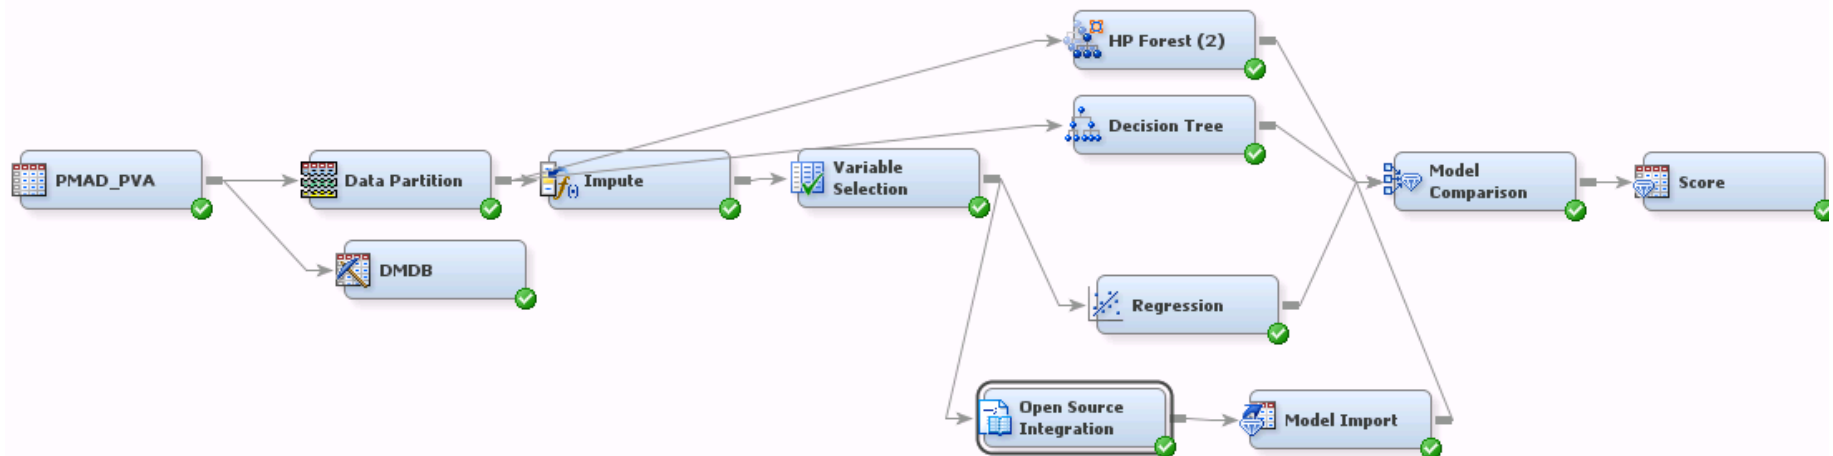 HP Forest (2)
Decision Tree
PMAD_PVA
Data Partition
Impute
Variable
Selection
Model
Comparison
Score
DMDB
Regression
Open Source
Integration
Model Import